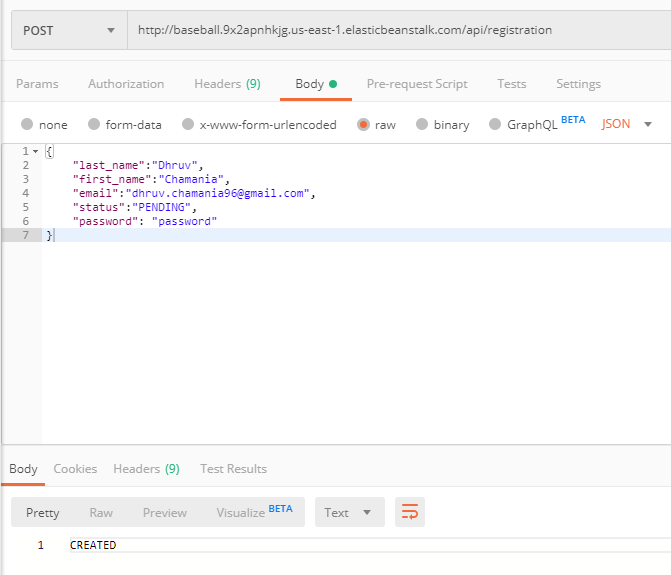 POST http://baseball.9x2apnhkjg.us-east-1.elasticbeanstalk.com/api/registration
Params Authorization Headers (9) Body Pre-request Script Tests Settings
none form-data x-www-form-urlencoded raw binary GraphQL BETA JSON
1 {
2 "last_name":"Dhruv",
3 "first_name":"Chamania",
4 "email":"dhruv.chamania96@gmail.com",
5 "status":"PENDING",
6 "password": "password"
7 }
Body Cookies Headers (9) Test Results
Pretty Raw Preview Visualize BETA Text
1 CREATED